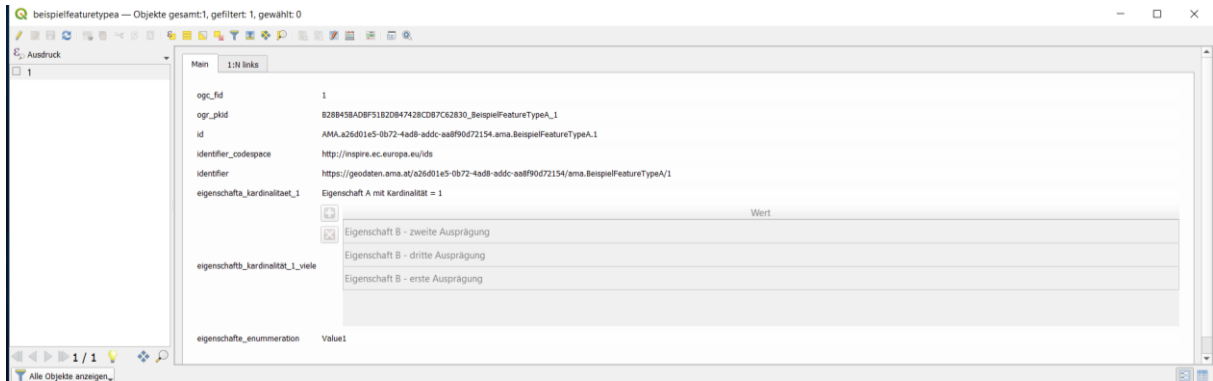 beispielfeaturetypea — Objekte gesamt:1, gefiltert: 1, gewählt: 0
Ausdruck
1
Main 1:N links
ogc_fid 1
ogr_pkid B28B45BADBF51B2DB47428CDB7C62830_BeispielFeatureTypeA_1
id AMA.a26d01e5-0b72-4ad8-addc-aa8f90d72154.ama.BeispielFeatureTypeA.1
identifier_codespace http://inspire.ec.europa.eu/ids
identifier https://geodaten.ama.at/a26d01e5-0b72-4ad8-addc-aa8f90d72154/ama.BeispielFeatureTypeA/1
eigenschafta_kardinalitaet_1 Eigenschaft A mit Kardinalität = 1
Wert
Eigenschaft B - zweite Ausprägung
Eigenschaft B - dritte Ausprägung
eigenschaftb_kardinalität_1_viele
Eigenschaft B - erste Ausprägung
eigenschafte_enummeration Value1
1 / 1
Alle Objekte anzeigen